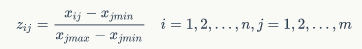 z_{ij} = \frac{x_{ij} - x_{jmin}}{x_{jmax} - x_{jmin}} \quad i = 1, 2, \ldots, n, j = 1, 2, \ldots, m